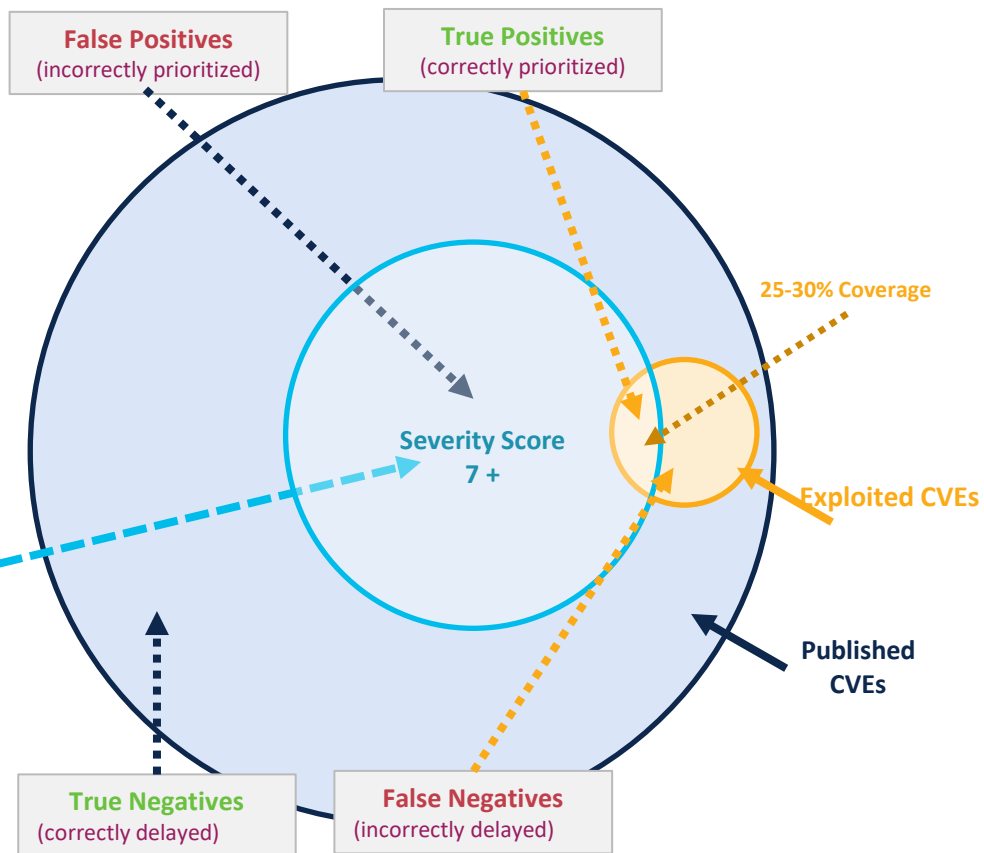 False Positives
(incorrectly prioritized)
True Positives
(correctly prioritized)
25-30% Coverage
Severity Score
7 +
Exploited CVEs
Published
CVEs
True Negatives
(correctly delayed)
False Negatives
(incorrectly delayed)